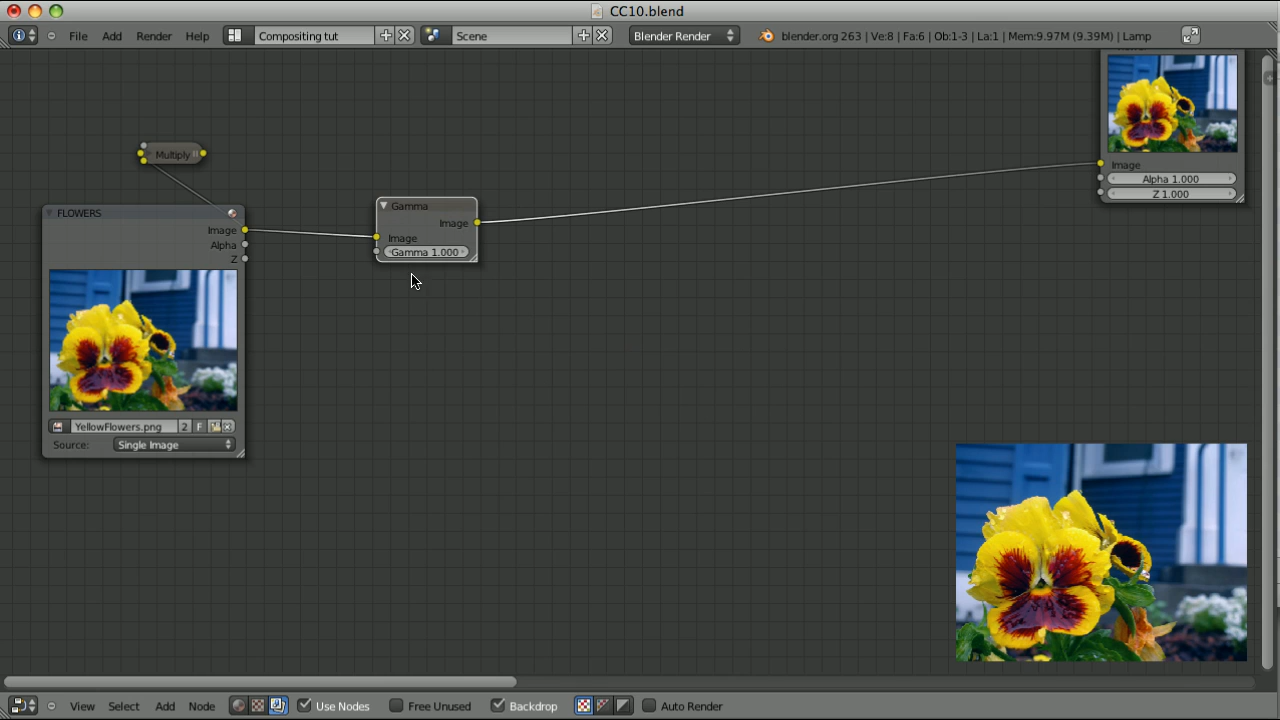 CC10.blend
File Add Render Help Compositing tut Scene Blender Render blender.org 263 | Ve:8 | Fa:6 | Ob:1-3 | La:1 | Mem:9.97M (9.39M) | Lamp
Multiply
FLOWERS
Image
Alpha
Z
YellowFlowers.png 2 F
Source: Single Image
Gamma
Image
Image
Gamma 1.000
Image
Alpha 1.000
Z 1.000
View Select Add Node Use Nodes Free Unused Backdrop Auto Render